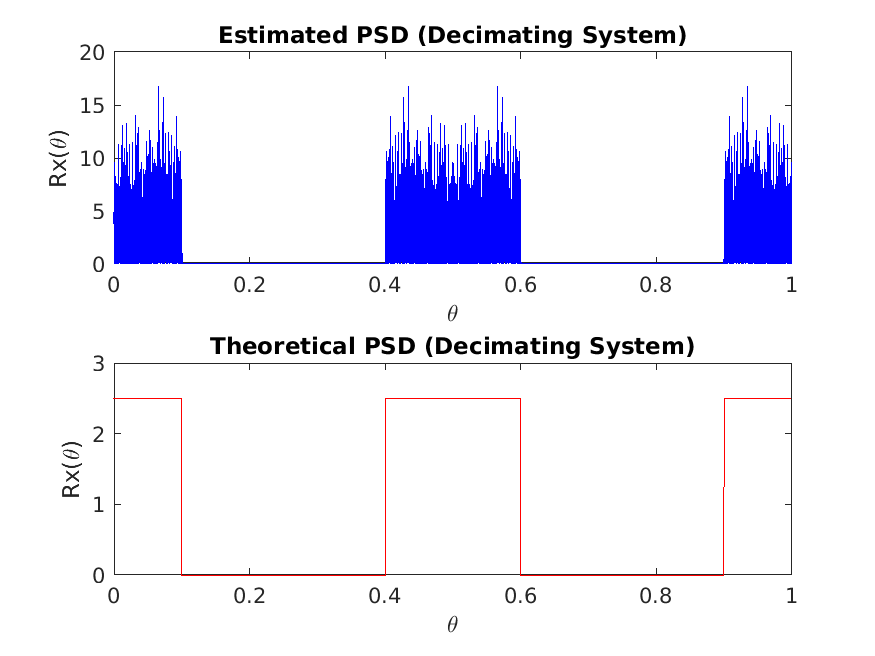 Estimated PSD (Decimating System)
20
15
10
5
0
Rx(θ)
0 0.2 0.4 0.6 0.8 1
θ
Theoretical PSD (Decimating System)
3
2
1
0
Rx(θ)
0 0.2 0.4 0.6 0.8 1
θ